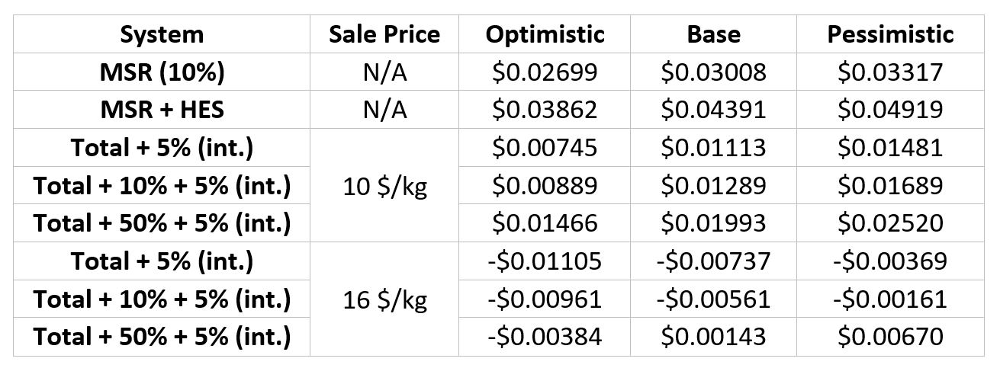 System Sale Price Optimistic Base Pessimistic
MSR (10%) N/A $0.02699 $0.03008 $0.03317
MSR + HES N/A $0.03862 $0.04391 $0.04919
Total + 5% (int.) $0.00745 $0.01113 $0.01481
Total + 10% + 5% (int.) 10 $/kg $0.00889 $0.01289 $0.01689
Total + 50% + 5% (int.) $0.01466 $0.01993 $0.02520
Total + 5% (int.) -$0.01105 -$0.00737 -$0.00369
Total + 10% + 5% (int.) 16 $/kg -$0.00961 -$0.00561 -$0.00161
Total + 50% + 5% (int.) -$0.00384 $0.00143 $0.00670